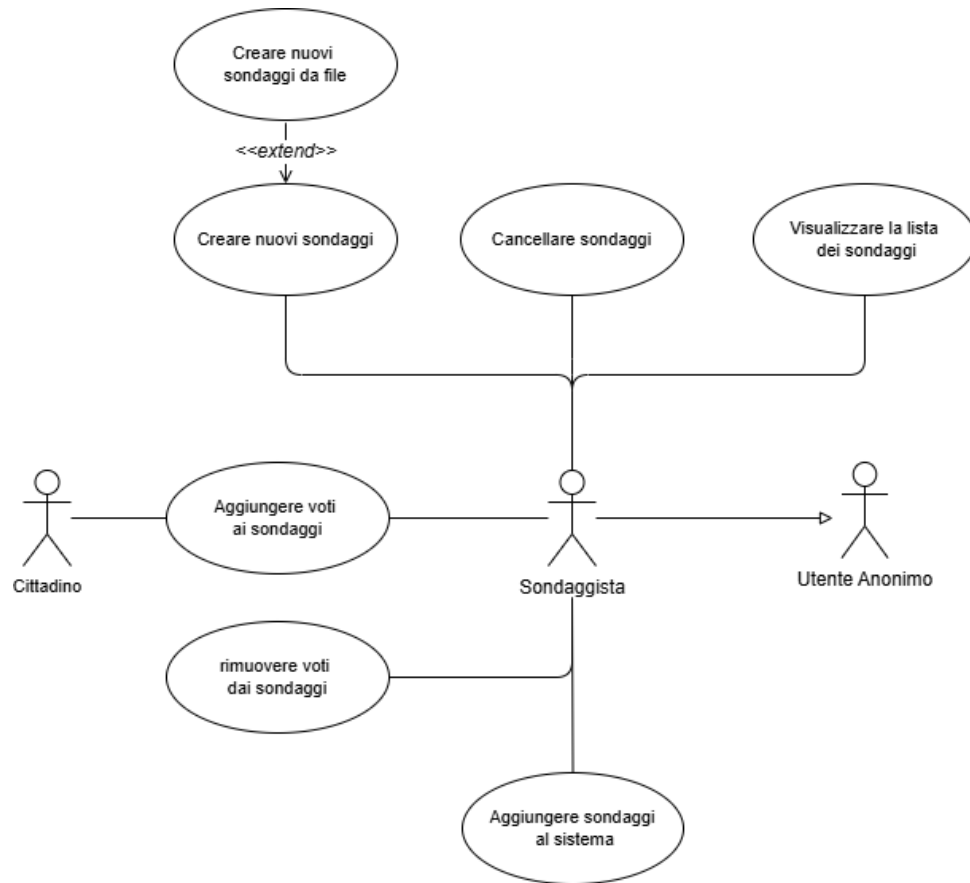 Creare nuovi
sondaggi da file
<<extend>>
Creare nuovi sondaggi
Cancellare sondaggi
Visualizzare la lista
dei sondaggi
Aggiungere voti
ai sondaggi
Cittadino
Sondaggista
Utente Anonimo
rimuovere voti
dai sondaggi
Aggiungere sondaggi
al sistema